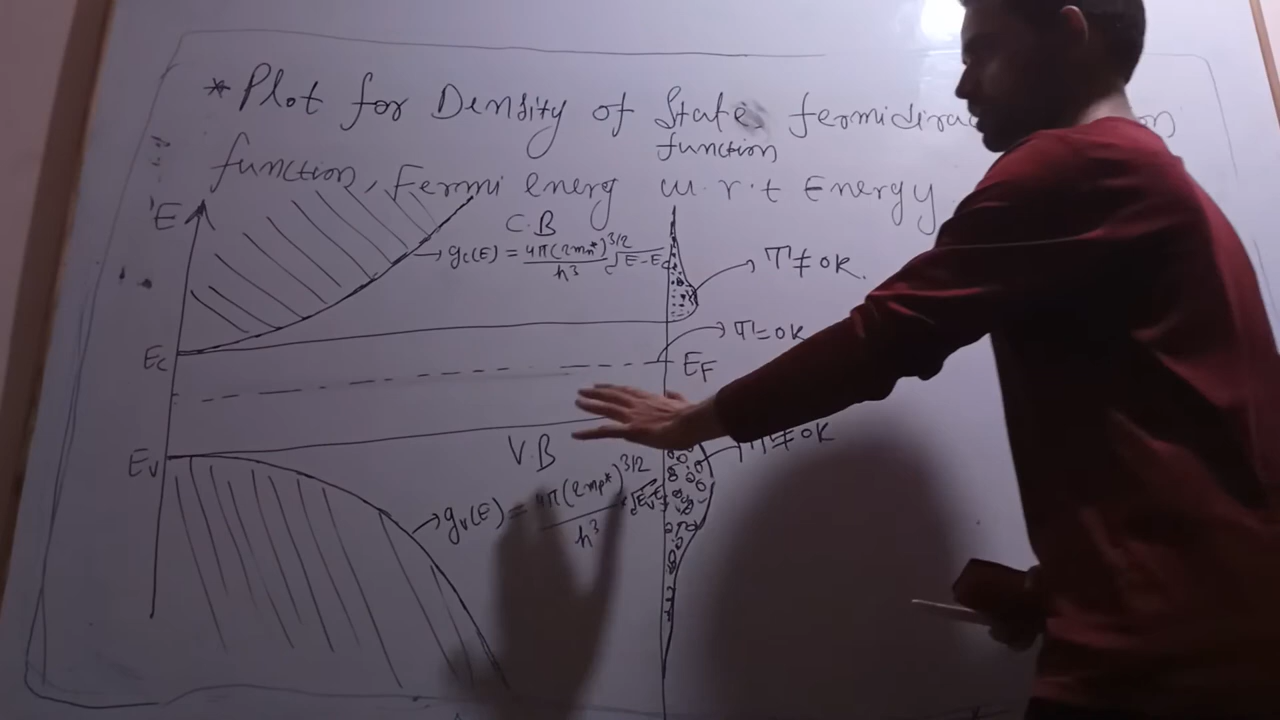 * Plot for Density of State fermidirac
function
function, Fermi energ w.r.t Energy
E
C.B
gc(E) = 4π(2mn*)^3/2 / h^3 √E-Ec
T ≠ 0K.
T = 0K
Ec
EF
T ≠ 0K
Ev
V.B
gv(E) = 4π(2mp*)^3/2 / h^3 √Ev-E